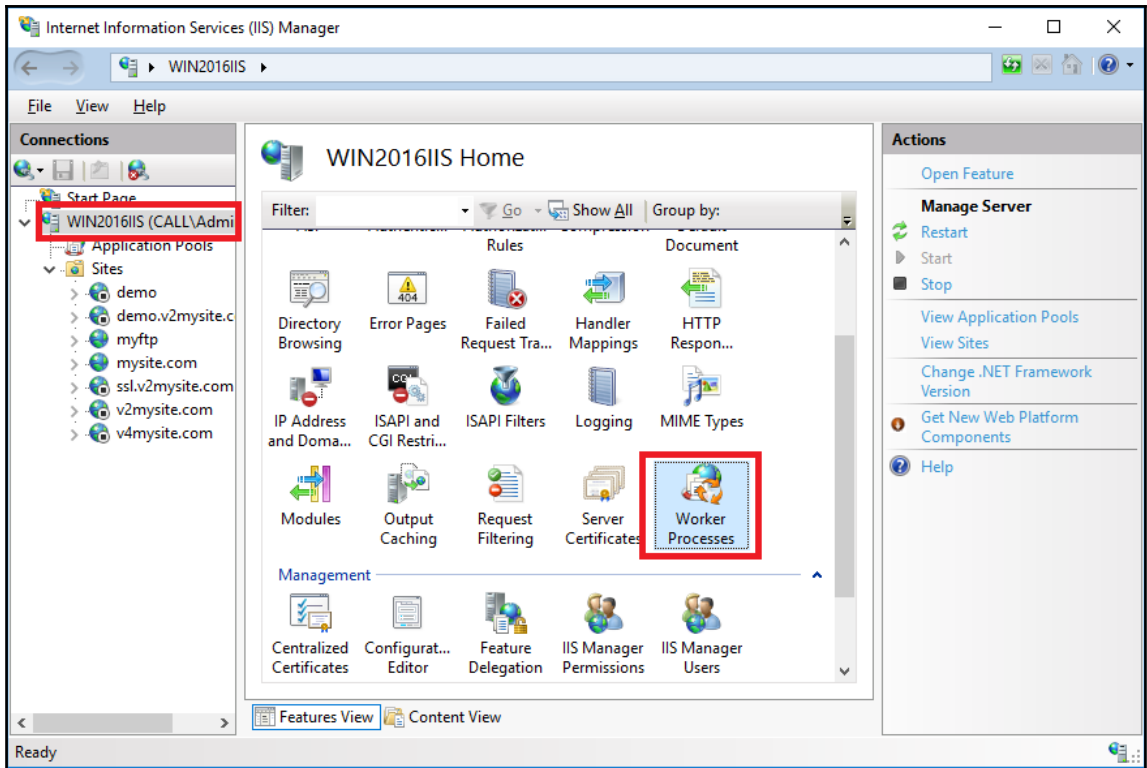 Internet Information Services (IIS) Manager
WIN2016IIS
File View Help
Connections
Start Page
WIN2016IIS (CALL\Admi
Application Pools
Sites
demo
demo.v2mysite.c
myftp
mysite.com
ssl.v2mysite.com
v2mysite.com
v4mysite.com
WIN2016IIS Home
Filter: Go Show All Group by:
Rules Document
Directory Browsing
Error Pages
Failed Request Tra...
Handler Mappings
HTTP Respon...
IP Address and Doma...
ISAPI and CGI Restri...
ISAPI Filters
Logging
MIME Types
Modules
Output Caching
Request Filtering
Server Certificates
Worker Processes
Management
Centralized Certificates
Configurat... Editor
Feature Delegation
IIS Manager Permissions
IIS Manager Users
Features View Content View
Actions
Open Feature
Manage Server
Restart
Start
Stop
View Application Pools
View Sites
Change .NET Framework
Version
Get New Web Platform
Components
Help
Ready